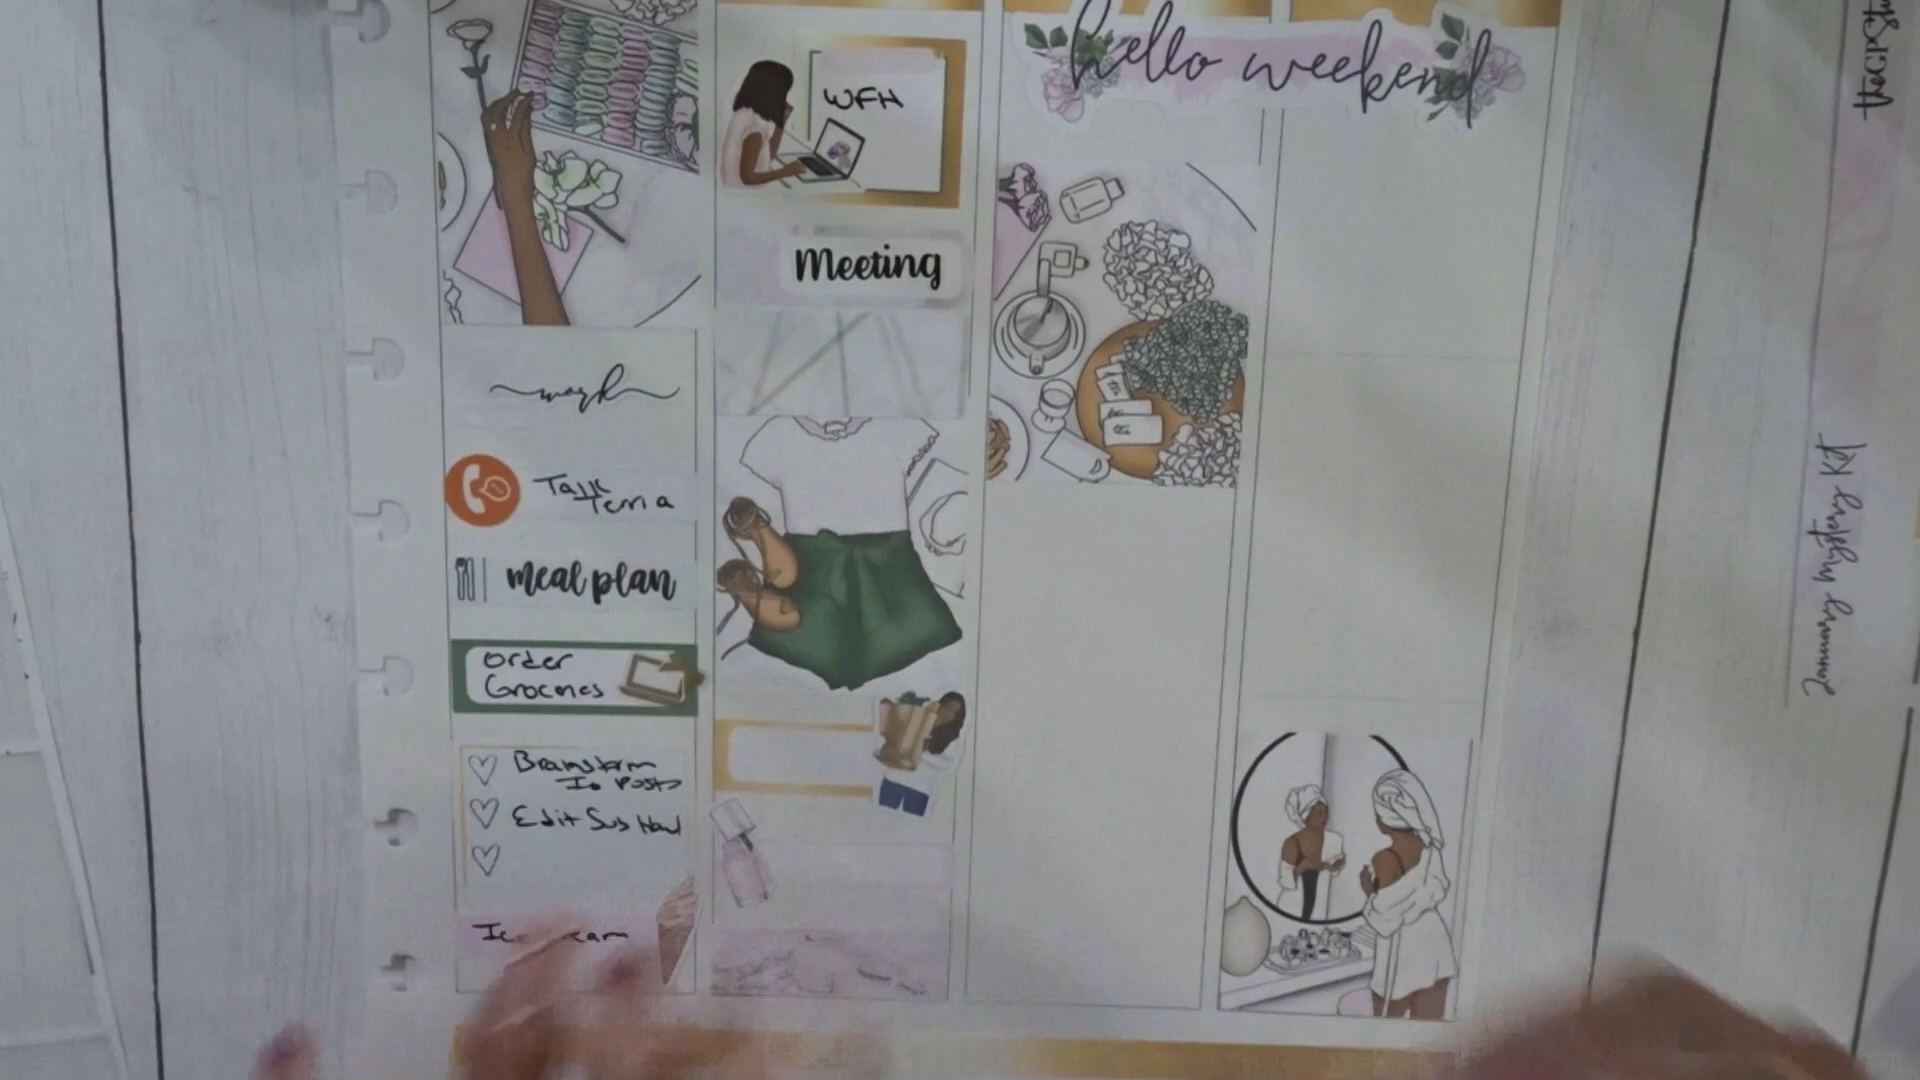 hello weekend
WFH
Meeting
work
Talk
Terria
meal plan
Order
Groceries
Brainstorm
IG Posts
Edit Sub Haul
January Mystery Kit